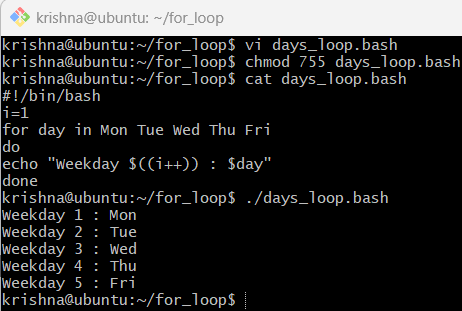 krishna@ubuntu: ~/for_loop
krishna@ubuntu:~/for_loop$ vi days_loop.bash
krishna@ubuntu:~/for_loop$ chmod 755 days_loop.bash
krishna@ubuntu:~/for_loop$ cat days_loop.bash
#!/bin/bash
i=1
for day in Mon Tue Wed Thu Fri
do
echo "Weekday $((i++)) : $day"
done
krishna@ubuntu:~/for_loop$ ./days_loop.bash
Weekday 1 : Mon
Weekday 2 : Tue
Weekday 3 : Wed
Weekday 4 : Thu
Weekday 5 : Fri
krishna@ubuntu:~/for_loop$